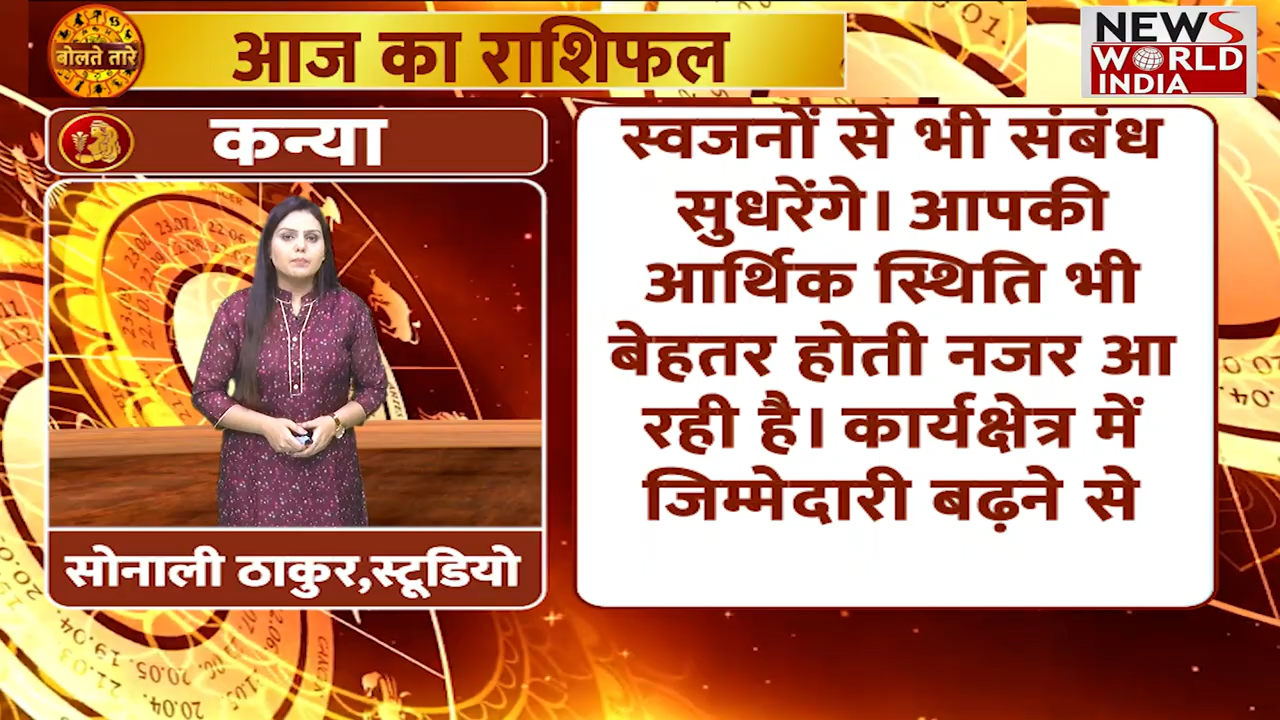 बोलते तारे
आज का राशिफल
NEWS
WORLD
INDIA
कन्या
स्वजनों से भी संबंध
सुधरेंगे। आपकी
आर्थिक स्थिति भी
बेहतर होती नजर आ
रही है। कार्यक्षेत्र में
जिम्मेदारी बढ़ने से
सोनाली ठाकुर,स्टूडियो